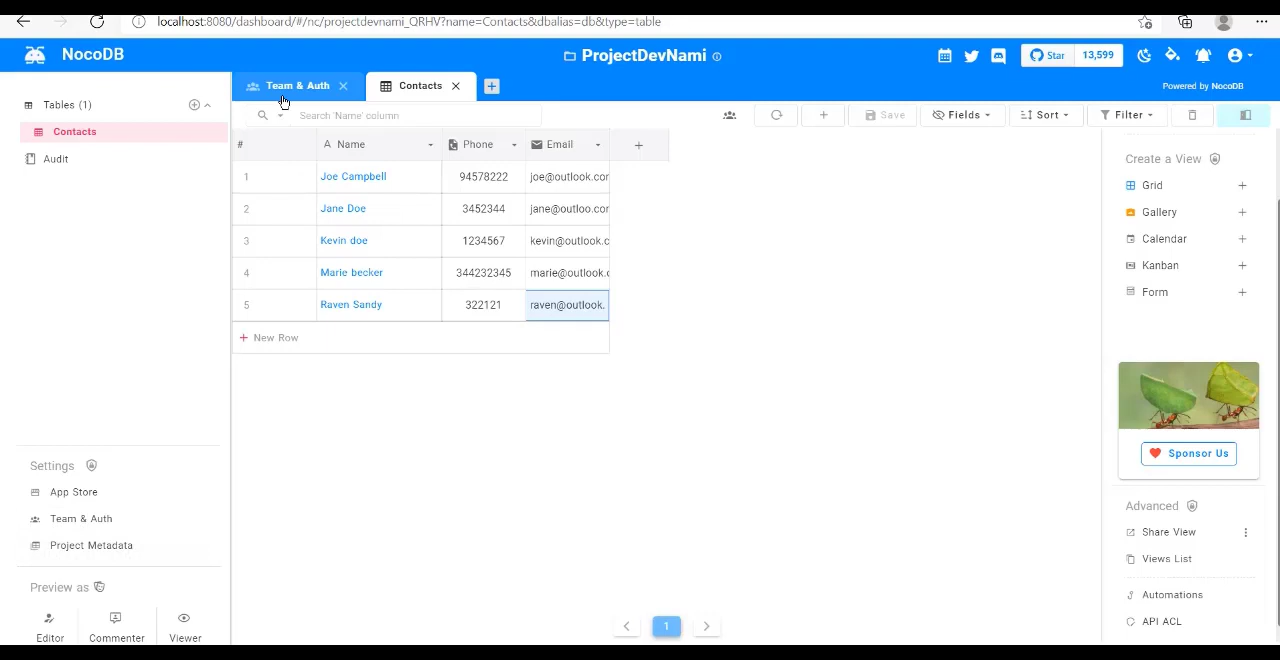 localhost:8080/dashboard/#/nc/projectdevnami_QRHV?name=Contacts&dbalias=db&type=table
NocoDB
ProjectDevNami
Star 13,599
Tables (1)
Contacts
Audit
Team & Auth
Contacts
Powered by NocoDB
Search 'Name' column
Save
Fields
Sort
Filter
# Name Phone Email
1 Joe Campbell 94578222 joe@outlook.cor
2 Jane Doe 3452344 jane@outloo.cor
3 Kevin doe 1234567 kevin@outlook.c
4 Marie becker 344232345 marie@outlook.c
5 Raven Sandy 322121 raven@outlook.
+ New Row
1
Create a View
Grid
Gallery
Calendar
Kanban
Form
Sponsor Us
Advanced
Share View
Views List
Automations
API ACL
Settings
App Store
Team & Auth
Project Metadata
Preview as
Editor
Commenter
Viewer